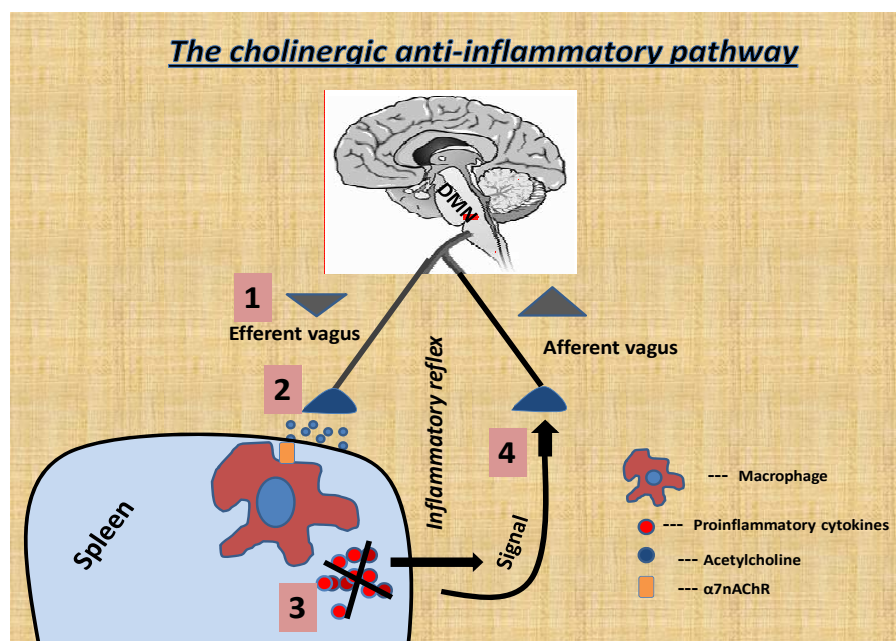 The cholinergic anti-inflammatory pathway
DMN
1
Efferent vagus
Afferent vagus
2
Inflammatory reflex
4
Spleen
Signal
3
--- Macrophage
--- Proinflammatory cytokines
--- Acetylcholine
--- α7nAChR